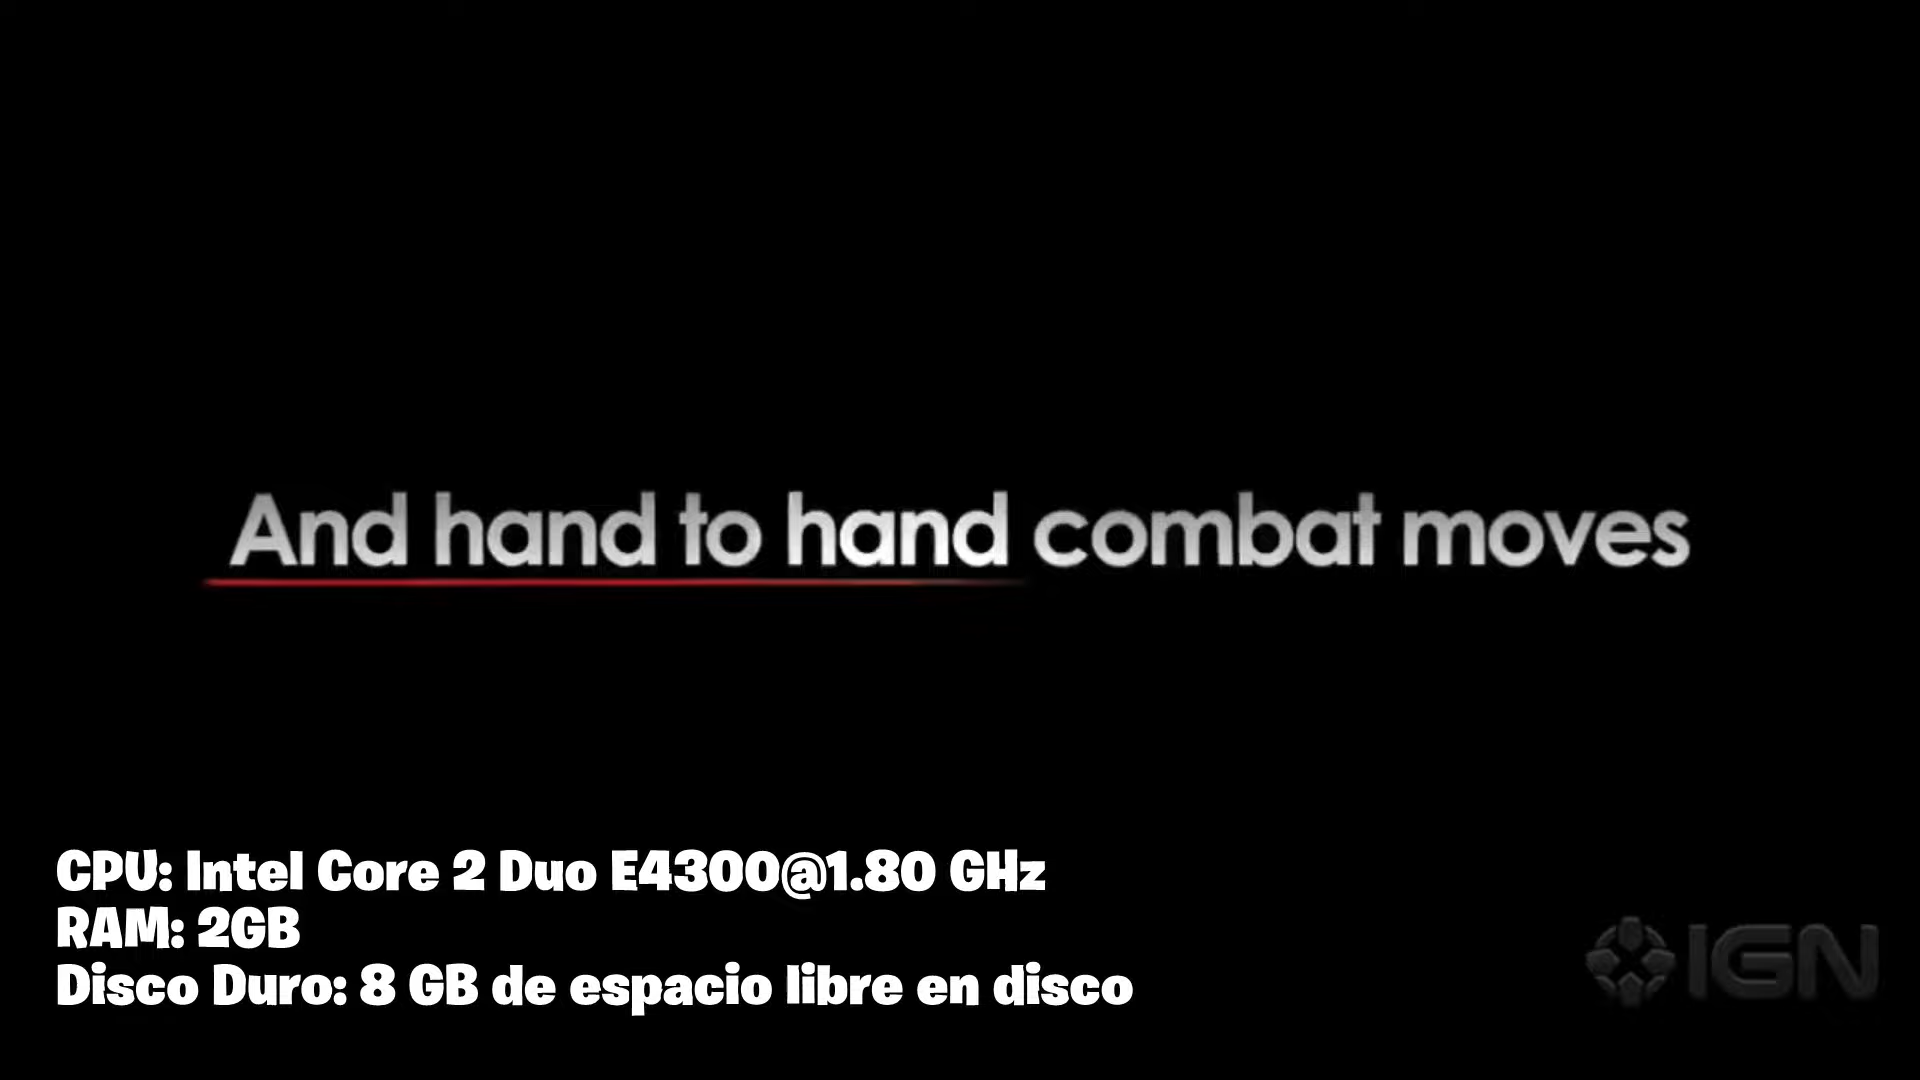 And hand to hand combat moves
CPU: Intel Core 2 Duo E4300@1.80 GHz
RAM: 2GB
Disco Duro: 8 GB de espacio libre en disco
IGN